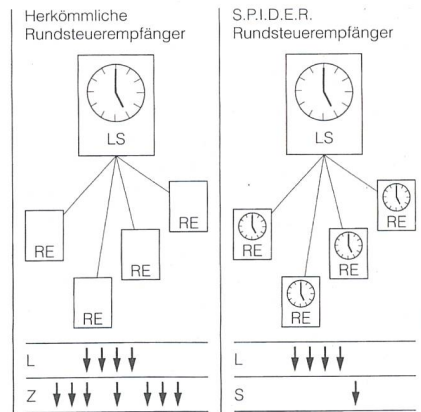 Herkömmliche
Rundsteuerempfänger
LS
RE
RE
RE
RE
L
Z
S.P.I.D.E.R.
Rundsteuerempfänger
LS
RE
RE
RE
RE
L
S